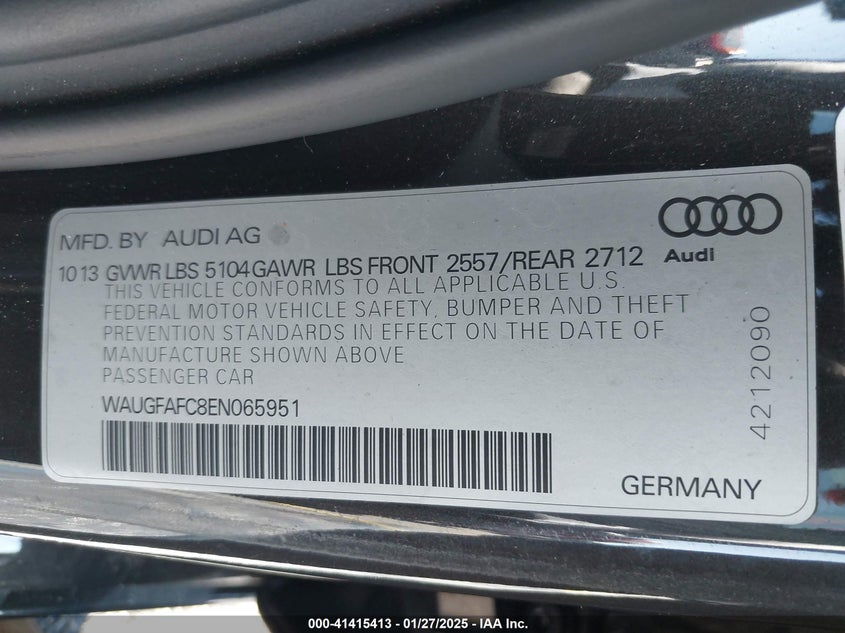 MFD. BY AUDI AG
Audi
10 13 GVWR LBS 5104 GAWR LBS FRONT 2557/REAR 2712
THIS VEHICLE CONFORMS TO ALL APPLICABLE U.S.
FEDERAL MOTOR VEHICLE SAFETY, BUMPER AND THEFT
PREVENTION STANDARDS IN EFFECT ON THE DATE OF
MANUFACTURE SHOWN ABOVE
PASSENGER CAR
WAUGFAFC8EN065951
4212090
GERMANY
000-41415413 - 01/27/2025 - IAA Inc.